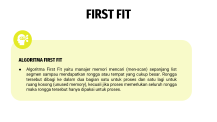 FIRST FIT
ALGORITMA FIRST FIT
● Algorisma First Fit yaitu manajer memori mencari (men-scan) sepanjang list
segmen sampau mendapatkan rongga atau tempat yang cukup besar. Rongga
tersebut dibagi ke dalam dua bagian satu untuk proses dan satu lagi untuk
ruang kosong (unused memory), kecuali jika proses memerlukan seluruh rongga
maka rongga tersebut hanya dipakai untuk proses.